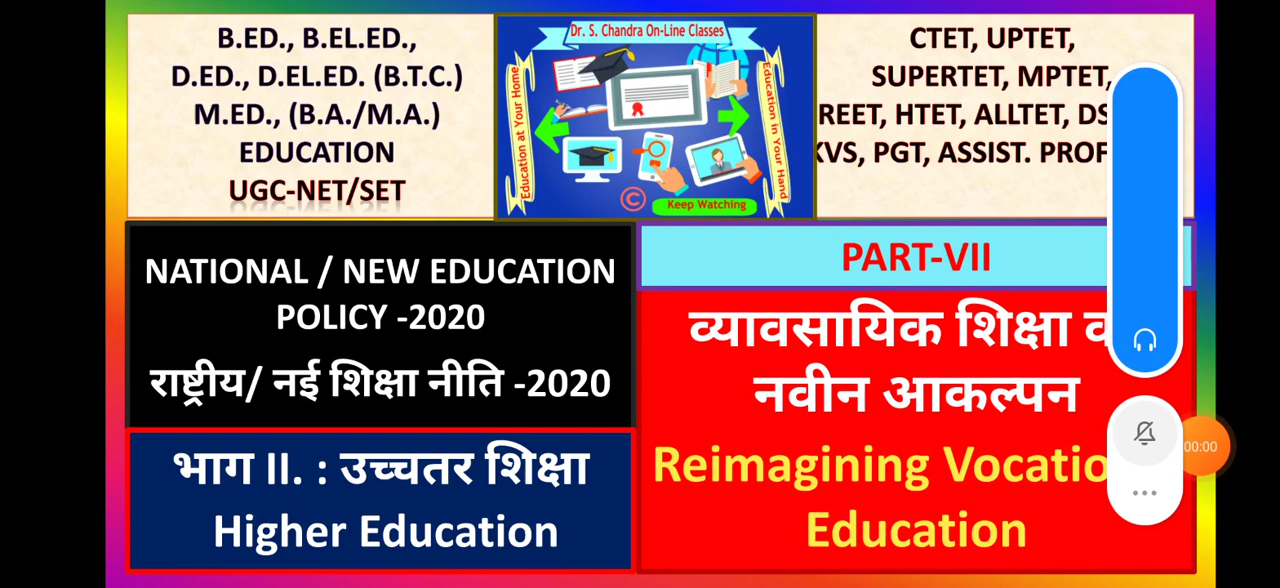 B.ED., B.EL.ED.,
D.ED., D.EL.ED. (B.T.C.)
M.ED., (B.A./M.A.)
EDUCATION
UGC-NET/SET
Dr. S. Chandra On-Line Classes
Education at Your Home
Education in Your Hand
©
Keep Watching
CTET, UPTET,
SUPERTET, MPTET,
REET, HTET, ALLTET,
KVS, PGT, ASSIST. PROF
NATIONAL / NEW EDUCATION
POLICY -2020
राष्ट्रीय/ नई शिक्षा नीति -2020
भाग II. : उच्चतर शिक्षा
Higher Education
PART-VII
व्यावसायिक शिक्षा
नवीन आकल्पन
Reimagining
Education
00:00